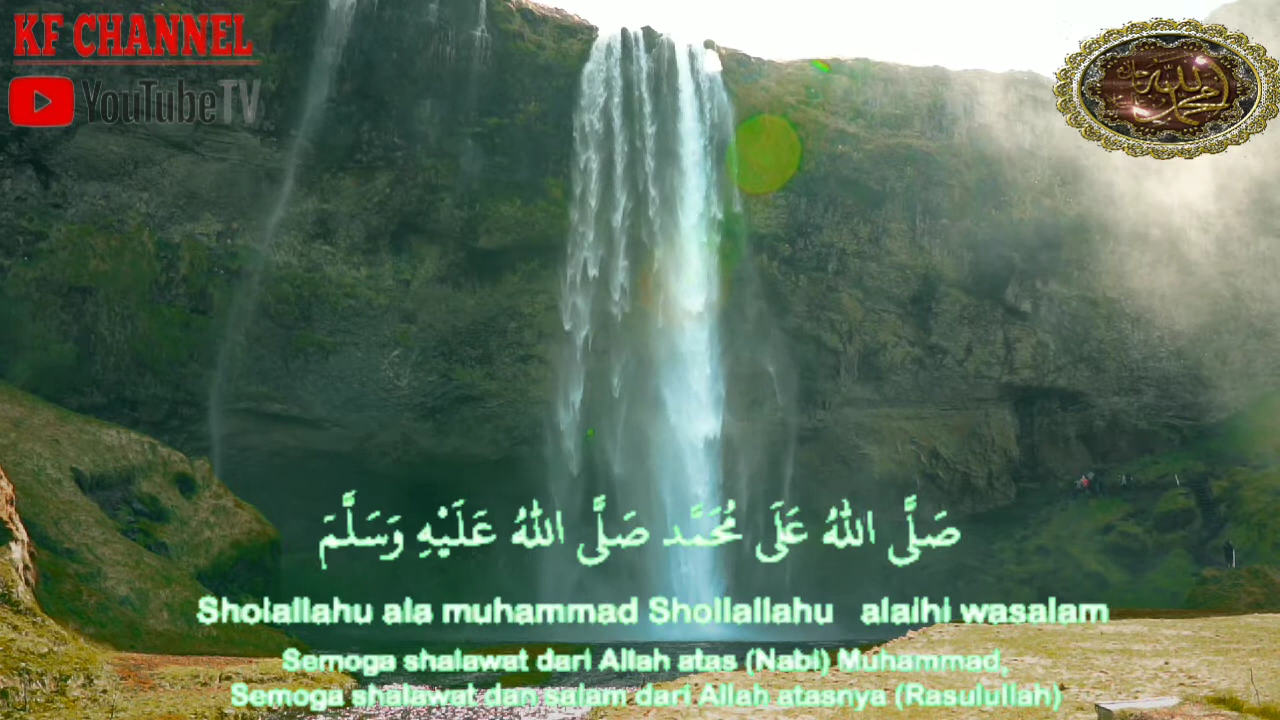 KF CHANNEL
YouTubeTV
صَلَّى اللهُ عَلَى مُحَمَّد صَلَّى اللهُ عَلَيْهِ وَسَلَّمَ
Sholallahu ala muhammad Shollallahu alaihi wasalam
Semoga shalawat dari Allah atas (Nabi) Muhammad,
Semoga shalawat dan salam dari Allah atasnya (Rasulullah)